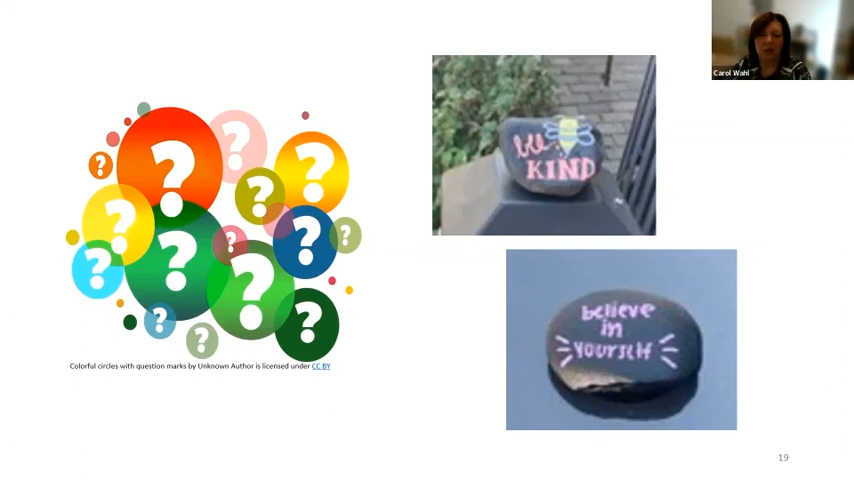 Carol Wahl
?
?
?
?
?
?
?
?
?
?
?
?
?
?
Colorful circles with question marks by Unknown Author is licensed under CC BY
bee
KIND
believe
in
yourself
19